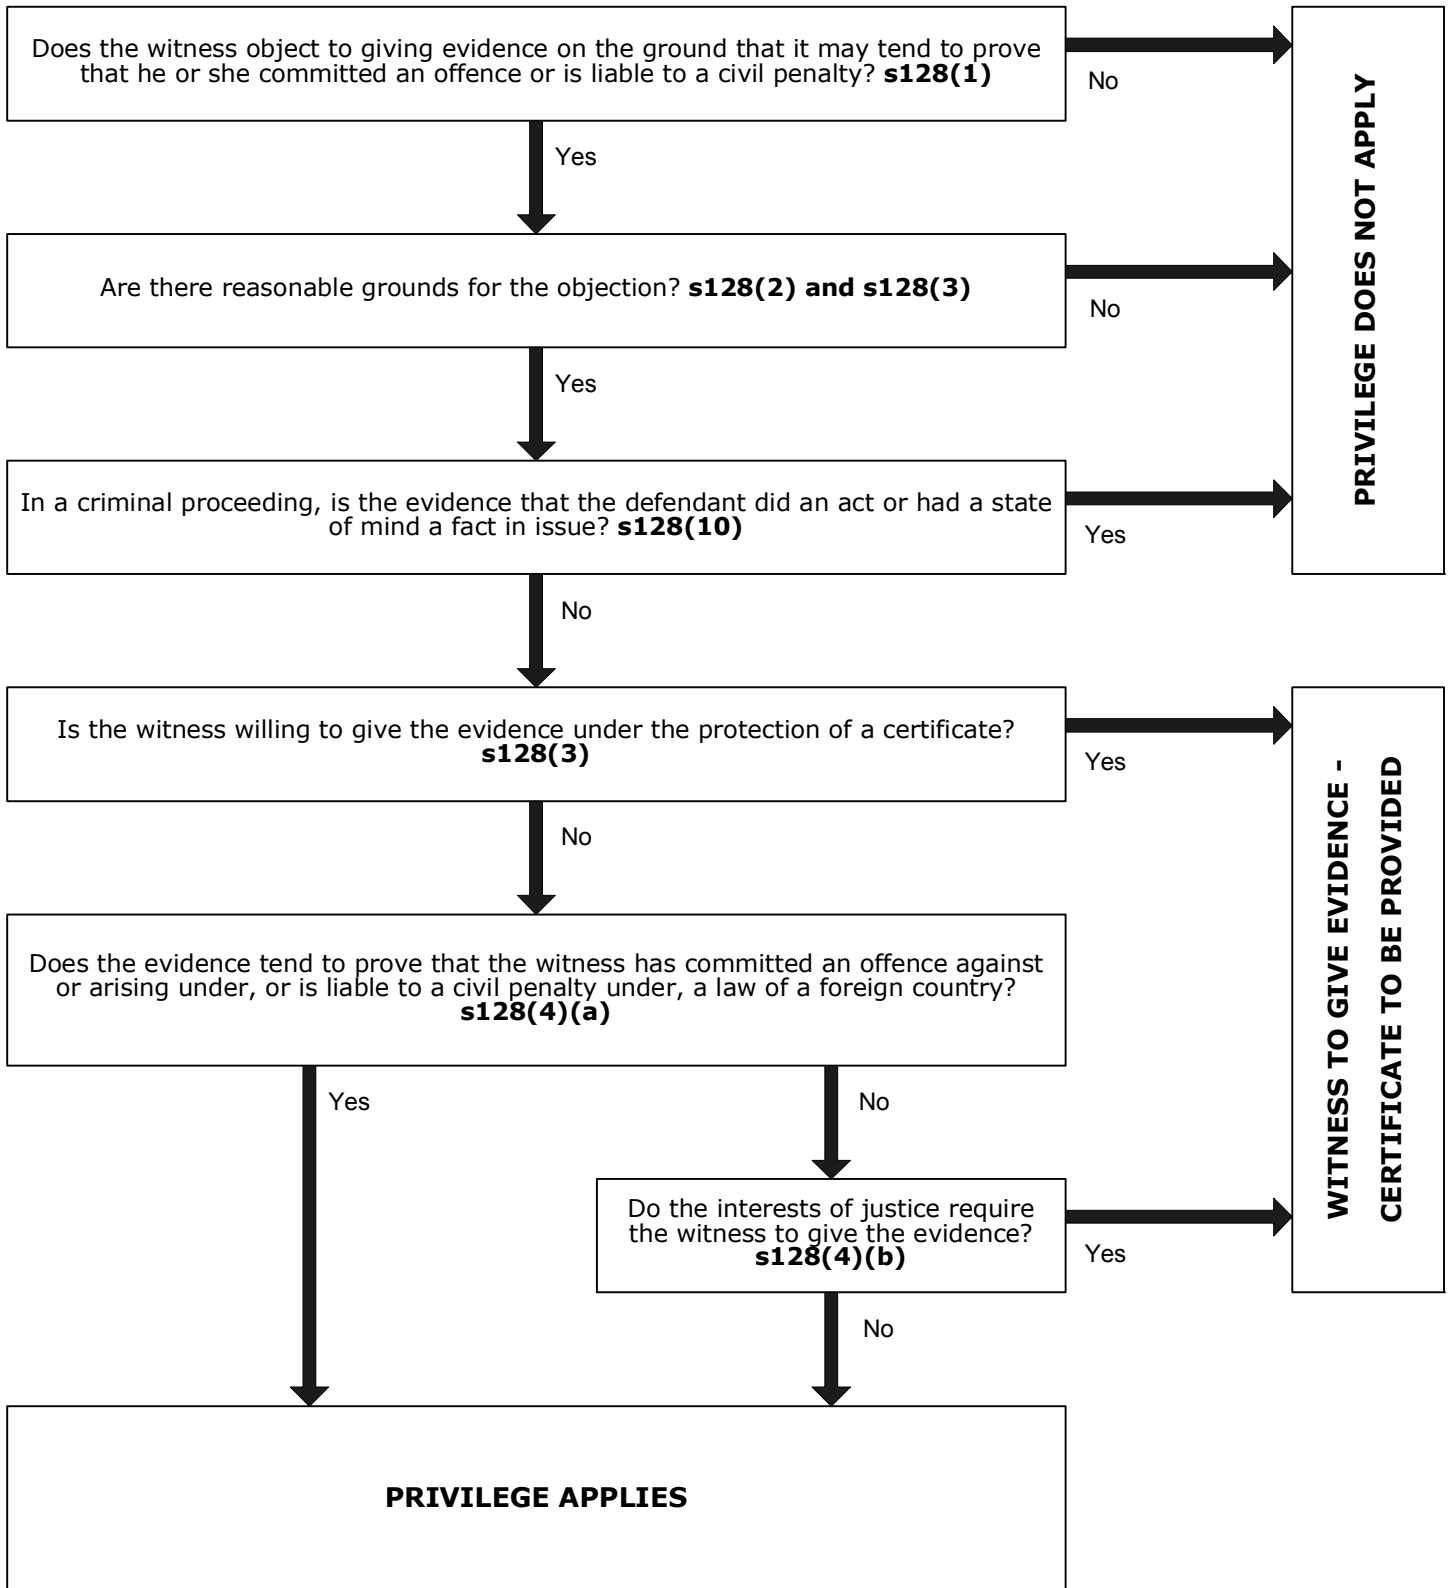 Does the witness object to giving evidence on the ground that it may tend to prove
that he or she committed an offence or is liable to a civil penalty? s128(1)
No
Yes
Are there reasonable grounds for the objection? s128(2) and s128(3)
No
Yes
PRIVILEGE DOES NOT APPLY
In a criminal proceeding, is the evidence that the defendant did an act or had a state
of mind a fact in issue? s128(10)
Yes
No
Is the witness willing to give the evidence under the protection of a certificate?
s128(3)
Yes
No
Does the evidence tend to prove that the witness has committed an offence against
or arising under, or is liable to a civil penalty under, a law of a foreign country?
s128(4)(a)
Yes
No
WITNESS TO GIVE EVIDENCE –
CERTIFICATE TO BE PROVIDED
Do the interests of justice require
the witness to give the evidence?
s128(4)(b)
Yes
No
PRIVILEGE APPLIES